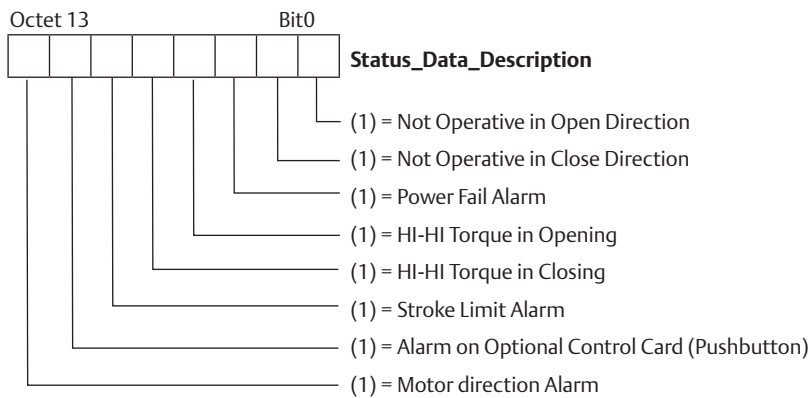 Octet 13 Bit0
Status_Data_Description
(1) = Not Operative in Open Direction
(1) = Not Operative in Close Direction
(1) = Power Fail Alarm
(1) = HI-HI Torque in Opening
(1) = HI-HI Torque in Closing
(1) = Stroke Limit Alarm
(1) = Alarm on Optional Control Card (Pushbutton)
(1) = Motor direction Alarm